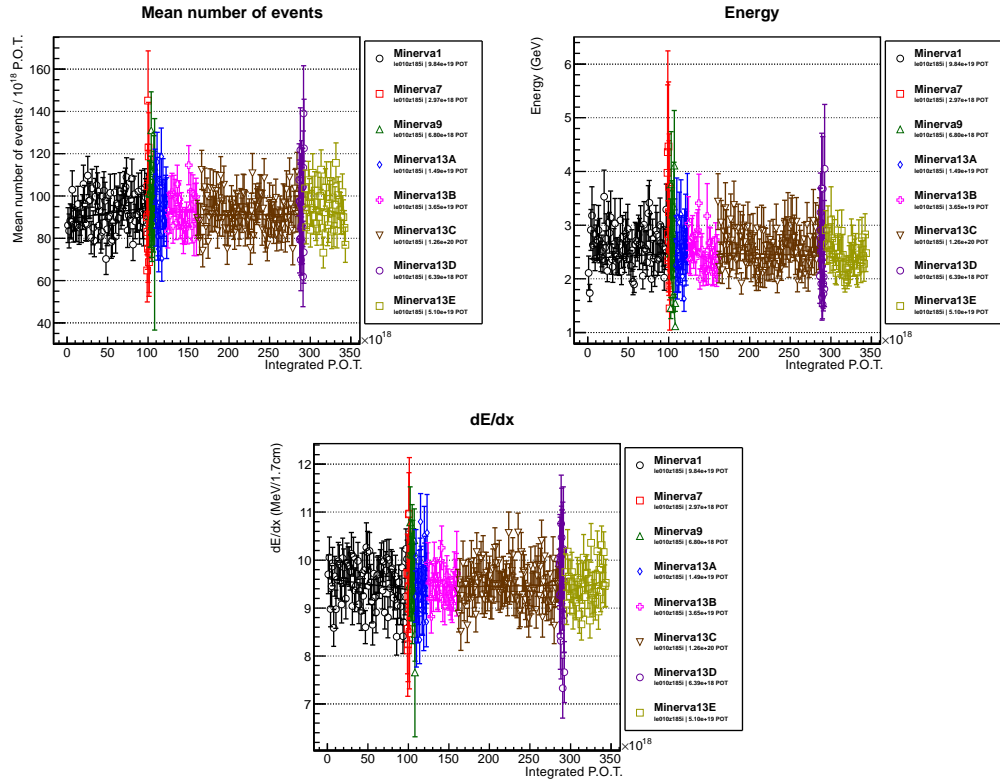 Mean number of events
Mean number of events / 10^18 P.O.T.
160
140
120
100
80
60
40
0 50 100 150 200 250 300 350
×10^18
Integrated P.O.T.
Minerva1
le010z185i | 9.84e+19 POT
Minerva7
le010z185i | 2.97e+18 POT
Minerva9
le010z185i | 6.80e+18 POT
Minerva13A
le010z185i | 1.49e+19 POT
Minerva13B
le010z185i | 3.65e+19 POT
Minerva13C
le010z185i | 1.26e+20 POT
Minerva13D
le010z185i | 6.39e+18 POT
Minerva13E
le010z185i | 5.10e+19 POT
Energy
Energy (GeV)
6
5
4
3
2
1
0 50 100 150 200 250 300 350
×10^18
Integrated P.O.T.
Minerva1
le010z185i | 9.84e+19 POT
Minerva7
le010z185i | 2.97e+18 POT
Minerva9
le010z185i | 6.80e+18 POT
Minerva13A
le010z185i | 1.49e+19 POT
Minerva13B
le010z185i | 3.65e+19 POT
Minerva13C
le010z185i | 1.26e+20 POT
Minerva13D
le010z185i | 6.39e+18 POT
Minerva13E
le010z185i | 5.10e+19 POT
dE/dx
dE/dx (MeV/1.7cm)
12
11
10
9
8
7
0 50 100 150 200 250 300 350
×10^18
Integrated P.O.T.
Minerva1
le010z185i | 9.84e+19 POT
Minerva7
le010z185i | 2.97e+18 POT
Minerva9
le010z185i | 6.80e+18 POT
Minerva13A
le010z185i | 1.49e+19 POT
Minerva13B
le010z185i | 3.65e+19 POT
Minerva13C
le010z185i | 1.26e+20 POT
Minerva13D
le010z185i | 6.39e+18 POT
Minerva13E
le010z185i | 5.10e+19 POT